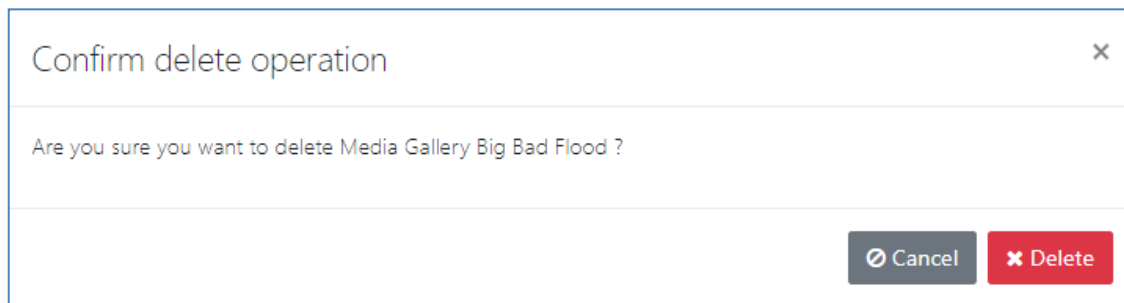 Confirm delete operation
Are you sure you want to delete Media Gallery Big Bad Flood ?
Cancel
Delete